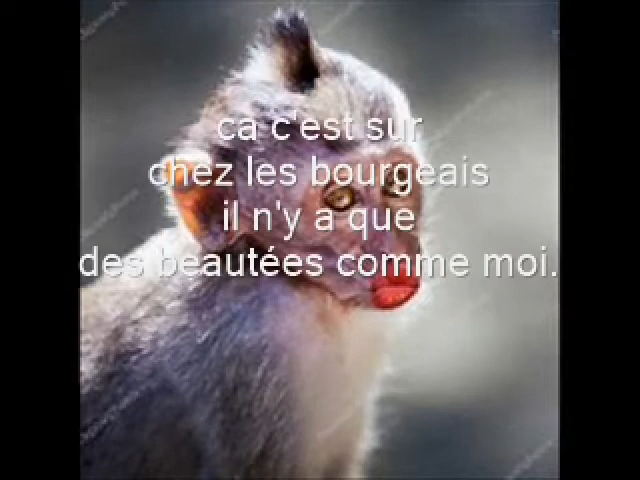 ca c'est sur
chez les bourgeais
il n'y a que
des beautées comme moi.